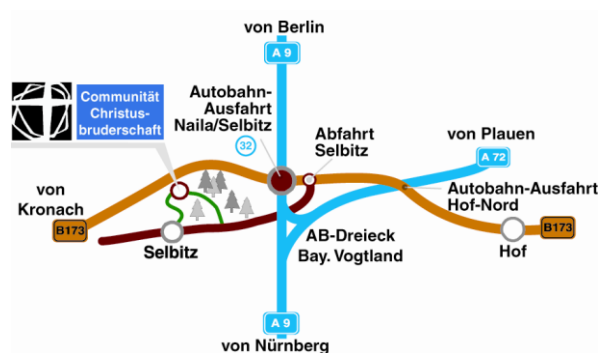 von Berlin
A 9
Communität
Christus-
bruderschaft
Autobahn-
Ausfahrt
Naila/Selbitz
32
Abfahrt
Selbitz
von Plauen
A 72
von
Kronach
B173
Autobahn-Ausfahrt
Hof-Nord
Selbitz
AB-Dreieck
Bay. Vogtland
Hof
B173
A 9
von Nürnberg